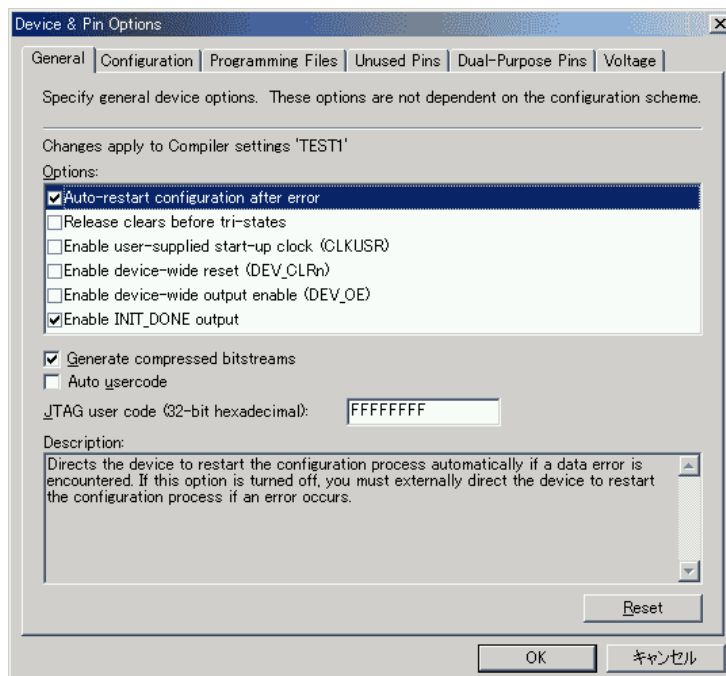 Device & Pin Options
General Configuration Programming Files Unused Pins Dual-Purpose Pins Voltage
Specify general device options. These options are not dependent on the configuration scheme.
Changes apply to Compiler settings 'TEST1'
Options:
Auto-restart configuration after error
Release clears before tri-states
Enable user-supplied start-up clock (CLKUSR)
Enable device-wide reset (DEV_CLRn)
Enable device-wide output enable (DEV_OE)
Enable INIT_DONE output
Generate compressed bitstreams
Auto usercode
JTAG user code (32-bit hexadecimal): FFFFFFFF
Description:
Directs the device to restart the configuration process automatically if a data error is
encountered. If this option is turned off, you must externally direct the device to restart
the configuration process if an error occurs.
Reset
OK キャンセル